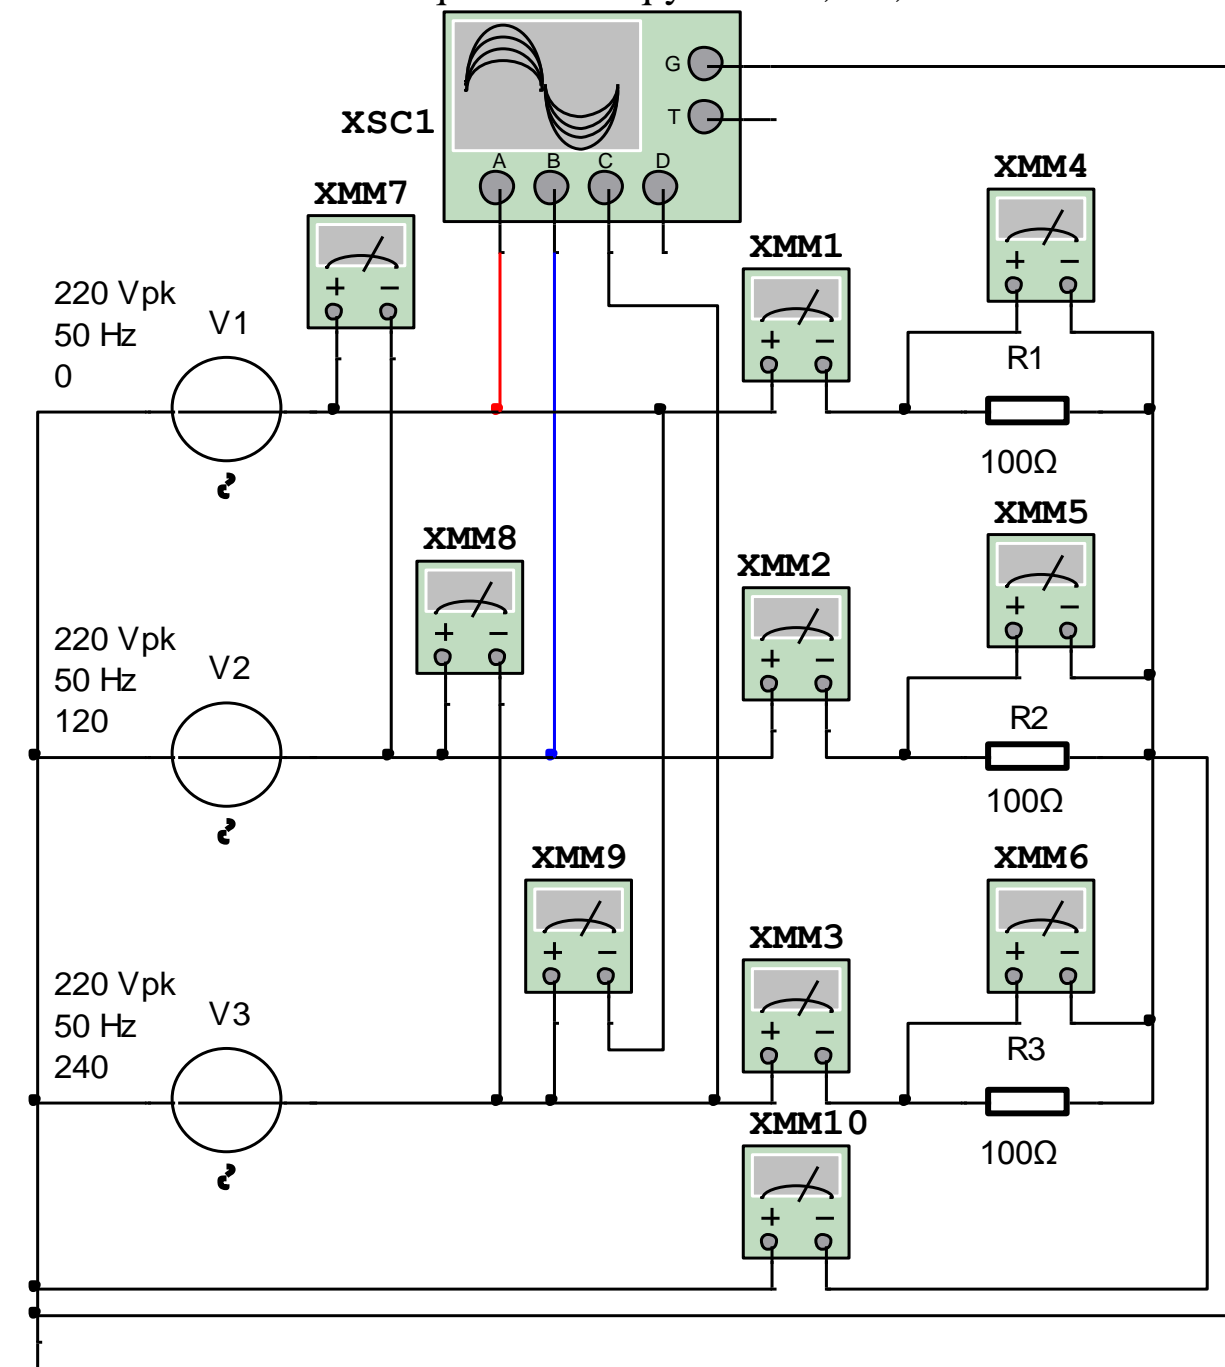 G
XSC1
T
A B C D
XMM7
XMM4
XMM1
+ −
220 Vpk
50 Hz
0
V1
+ −
+ −
R1
100Ω
XMM8
XMM5
XMM2
+ −
220 Vpk
50 Hz
120
V2
+ −
+ −
R2
100Ω
XMM9
XMM6
XMM3
+ −
+ −
220 Vpk
50 Hz
240
V3
+ −
R3
XMM10
100Ω
+ −